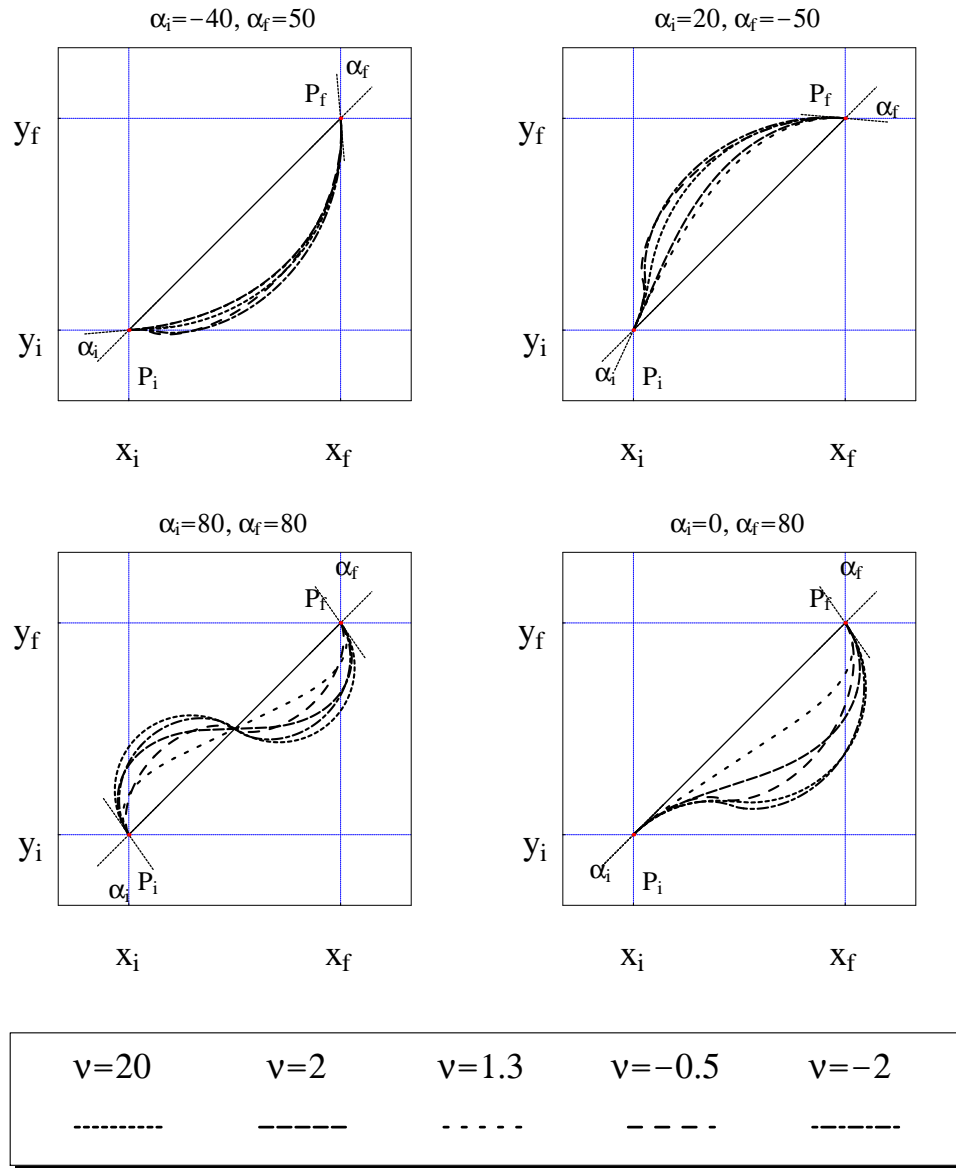 αi=−40, αf=50
αi=20, αf=−50
αf
Pf
yf
αi
yi
Pi
xi
xf
Pf
αf
yf
yi
αi
Pi
xi
xf
αi=80, αf=80
αi=0, αf=80
αf
Pf
yf
yi
αi
Pi
xi
xf
αf
Pf
yf
yi
αi
Pi
xi
xf
ν=20 ν=2 ν=1.3 ν=−0.5 ν=−2